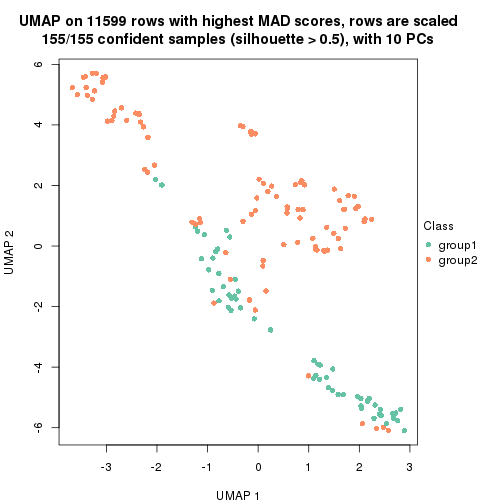 UMAP on 11599 rows with highest MAD scores, rows are scaled
155/155 confident samples (silhouette > 0.5), with 10 PCs
6
4
2
0
-2
-4
-6
UMAP 2
Class
group1
group2
-3 -2 -1 0 1 2 3
UMAP 1